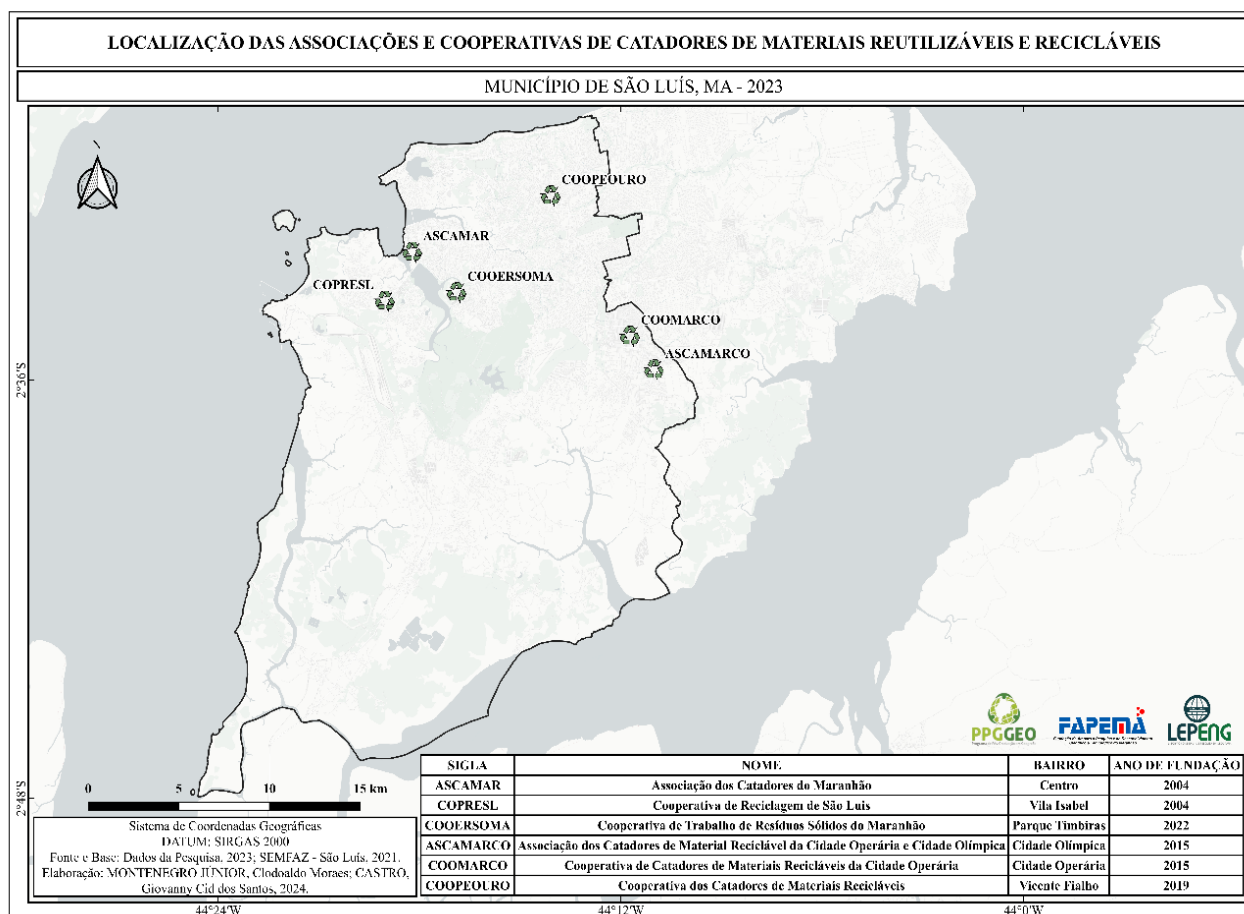 LOCALIZAÇÃO DAS ASSOCIAÇÕES E COOPERATIVAS DE CATADORES DE MATERIAIS REUTILIZÁVEIS E RECICLÁVEIS
MUNICÍPIO DE SÃO LUÍS, MA - 2023
N
COOPEOURO
ASCAMAR
COOERSOMA
COPRESL
COOMARCO
ASCAMARCO
2°36'S
2°48'S
PPGGEO
FAPEMA
LEPENG
0 5 10 15 km
0
Sistema de Coordenadas Geográficas
DATUM: SIRGAS 2000
Fonte e Base: Dados da Pesquisa, 2023; SEMFAZ - São Luís, 2021.
Elaboração: MONTENEGRO JÚNIOR, Clodoaldo Moraes; CASTRO,
Giovanny Cid dos Santos, 2024.
SIGLA NOME BAIRRO ANO DE FUNDAÇÃO
ASCAMAR Associação dos Catadores do Maranhão Centro 2004
COPRESL Cooperativa de Reciclagem de São Luis Vila Isabel 2004
COOERSOMA Cooperativa de Trabalho de Resíduos Sólidos do Maranhão Parque Timbiras 2022
ASCAMARCO Associação dos Catadores de Material Reciclável da Cidade Operária e Cidade Olímpica Cidade Olímpica 2015
COOMARCO Cooperativa de Catadores de Materiais Recicláveis da Cidade Operária Cidade Operária 2015
COOPEOURO Cooperativa dos Catadores de Materiais Recicláveis Vicente Fialho 2019
44°24'W 44°12'W 44°0'W